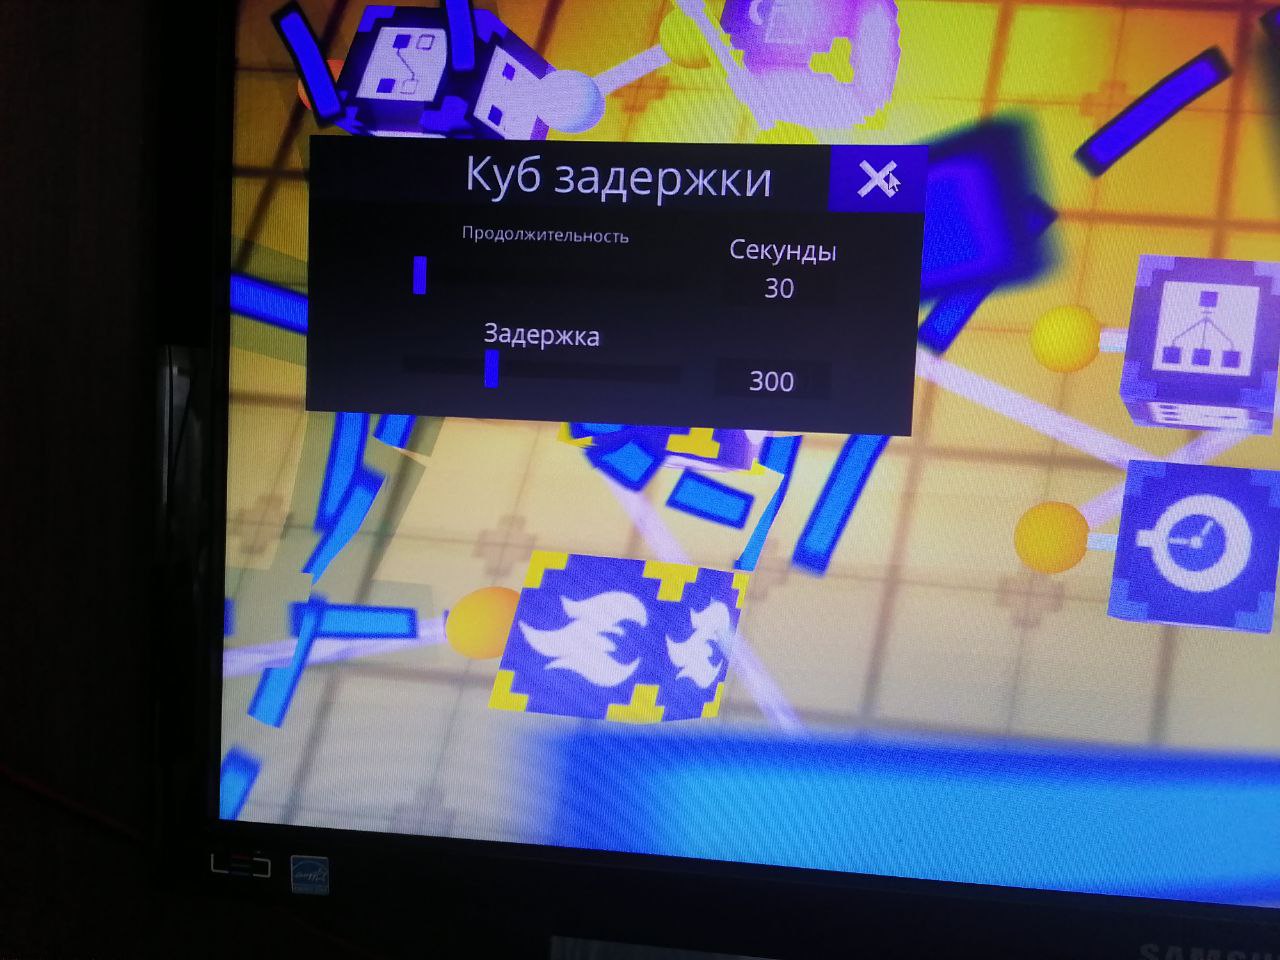 Куб задержки
Продолжительность
Секунды
30
Задержка
300